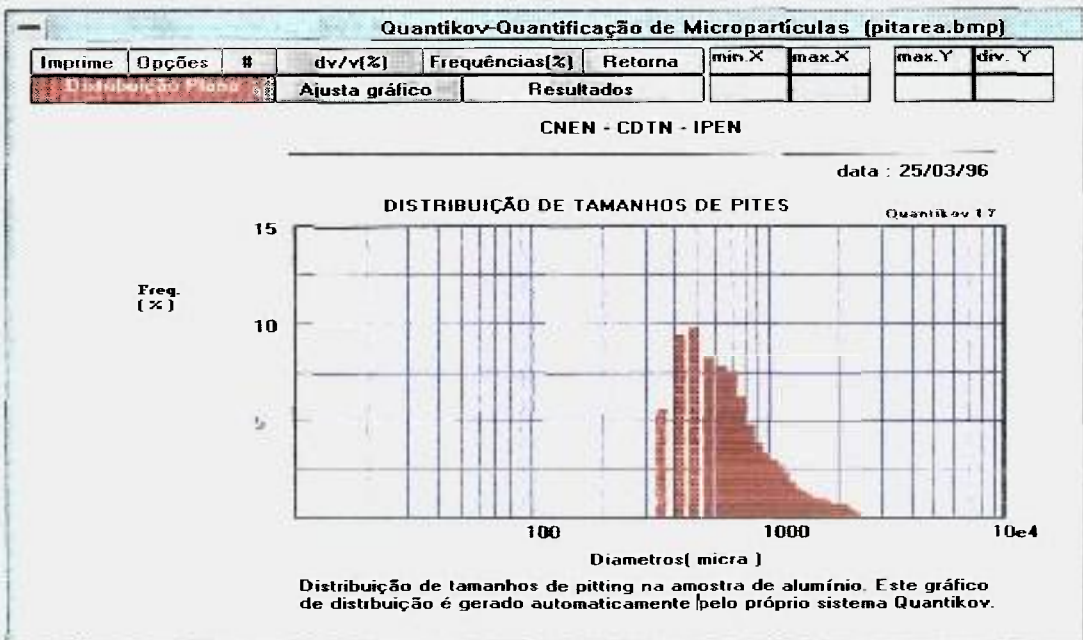 Quantikov-Quantificação de Micropartículas (pitarea.bmp)
Imprime Opções # dv/v(%) Frequências(%) Retorna min.X max.X max.Y div. Y
Distribuição Plana Ajusta gráfico Resultados
CNEN - CDTN - IPEN
data : 25/03/96
DISTRIBUIÇÃO DE TAMANHOS DE PITES
Quantikov 1.7
15
Freq.
(%)
10
5
100 1000 10e4
Diametros( micra )
Distribuição de tamanhos de pitting na amostra de alumínio. Este gráfico
de distrbuição é gerado automaticamente pelo próprio sistema Quantikov.